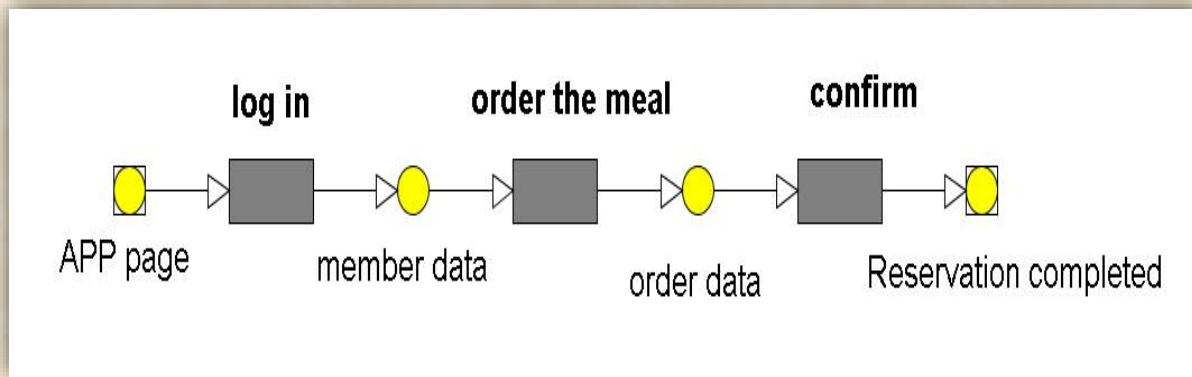 log in
order the meal
confirm
APP page
member data
order data
Reservation completed